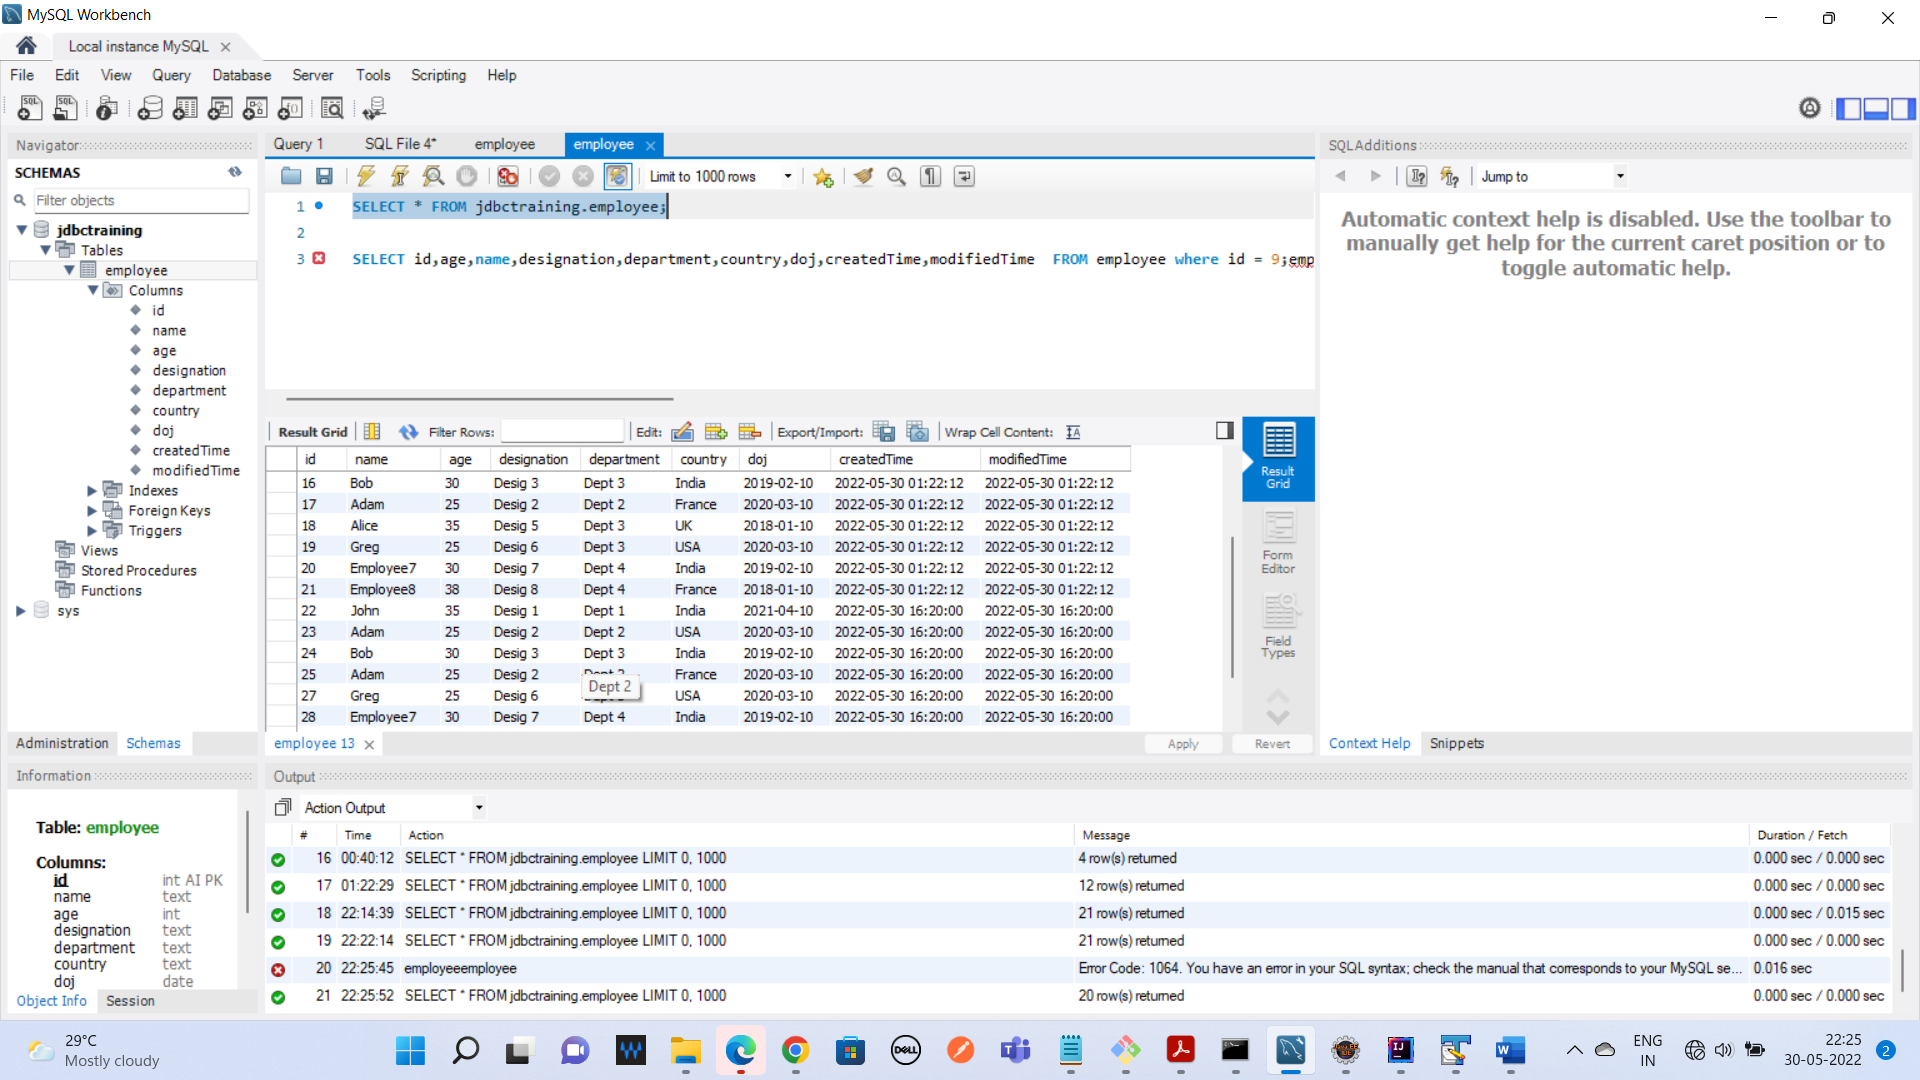 MySQL Workbench
Local instance MySQL
File Edit View Query Database Server Tools Scripting Help
Navigator
SCHEMAS
Filter objects
jdbctraining
Tables
employee
Columns
id
name
age
designation
department
country
doj
createdTime
modifiedTime
Indexes
Foreign Keys
Triggers
Views
Stored Procedures
Functions
sys
Administration Schemas
Information
Table: employee
Columns:
id int AI PK
name text
age int
designation text
department text
country text
doj date
Object Info Session
Query 1 SQL File 4* employee employee
Limit to 1000 rows
1 SELECT * FROM jdbctraining.employee;
2
3 SELECT id,age,name,designation,department,country,doj,createdTime,modifiedTime FROM employee where id = 9;emp
Result Grid Filter Rows: Edit: Export/Import: Wrap Cell Content:
id name age designation department country doj createdTime modifiedTime
16 Bob 30 Desig 3 Dept 3 India 2019-02-10 2022-05-30 01:22:12 2022-05-30 01:22:12
17 Adam 25 Desig 2 Dept 2 France 2020-03-10 2022-05-30 01:22:12 2022-05-30 01:22:12
18 Alice 35 Desig 5 Dept 3 UK 2018-01-10 2022-05-30 01:22:12 2022-05-30 01:22:12
19 Greg 25 Desig 6 Dept 3 USA 2020-03-10 2022-05-30 01:22:12 2022-05-30 01:22:12
20 Employee7 30 Desig 7 Dept 4 India 2019-02-10 2022-05-30 01:22:12 2022-05-30 01:22:12
21 Employee8 38 Desig 8 Dept 4 France 2018-01-10 2022-05-30 01:22:12 2022-05-30 01:22:12
22 John 35 Desig 1 Dept 1 India 2021-04-10 2022-05-30 16:20:00 2022-05-30 16:20:00
23 Adam 25 Desig 2 Dept 2 USA 2020-03-10 2022-05-30 16:20:00 2022-05-30 16:20:00
24 Bob 30 Desig 3 Dept 3 India 2019-02-10 2022-05-30 16:20:00 2022-05-30 16:20:00
25 Adam 25 Desig 2 France 2020-03-10 2022-05-30 16:20:00 2022-05-30 16:20:00
Dept 2
27 Greg 25 Desig 6 USA 2020-03-10 2022-05-30 16:20:00 2022-05-30 16:20:00
28 Employee7 30 Desig 7 Dept 4 India 2019-02-10 2022-05-30 16:20:00 2022-05-30 16:20:00
Result
Grid
Form
Editor
Field
Types
employee 13 Apply Revert
SQLAdditions
Jump to
Automatic context help is disabled. Use the toolbar to
manually get help for the current caret position or to
toggle automatic help.
Context Help Snippets
Output
Action Output
# Time Action Message Duration / Fetch
16 00:40:12 SELECT * FROM jdbctraining.employee LIMIT 0, 1000 4 row(s) returned 0.000 sec / 0.000 sec
17 01:22:29 SELECT * FROM jdbctraining.employee LIMIT 0, 1000 12 row(s) returned 0.000 sec / 0.000 sec
18 22:14:39 SELECT * FROM jdbctraining.employee LIMIT 0, 1000 21 row(s) returned 0.000 sec / 0.015 sec
19 22:22:14 SELECT * FROM jdbctraining.employee LIMIT 0, 1000 21 row(s) returned 0.000 sec / 0.000 sec
20 22:25:45 employeeemployee Error Code: 1064. You have an error in your SQL syntax; check the manual that corresponds to your MySQL se... 0.016 sec
21 22:25:52 SELECT * FROM jdbctraining.employee LIMIT 0, 1000 20 row(s) returned 0.000 sec / 0.000 sec
29°C
Mostly cloudy
DELL
ENG
IN
22:25
30-05-2022
2